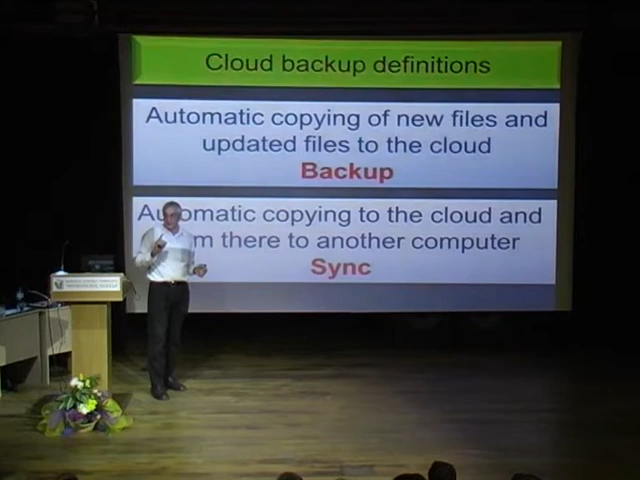 Cloud backup definitions
Automatic copying of new files and
updated files to the cloud
Backup
Automatic copying to the cloud and
m there to another computer
Sync